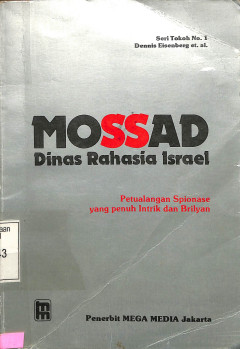 Seri Tokoh No. 1
Dennis Eisenberg et. al.
MOSSAD
Dinas Rahasia Israel
Petualangan Spionase
yang penuh Intrik dan Brilyan
Penerbit MEGA MEDIA Jakarta